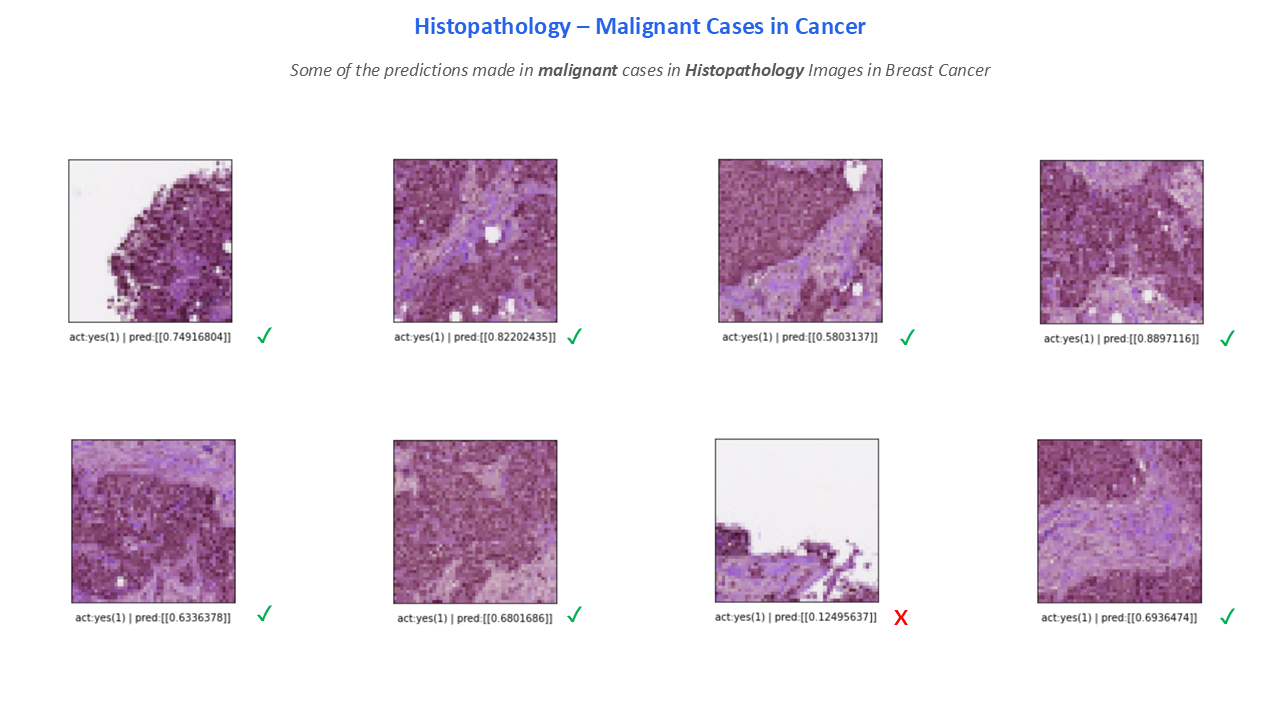 Histopathology – Malignant Cases in Cancer
Some of the predictions made in malignant cases in Histopathology Images in Breast Cancer
act:yes(1) | pred:[[0.74916804]] ✓
act:yes(1) | pred:[[0.82202435]] ✓
act:yes(1) | pred:[[0.5803137]] ✓
act:yes(1) | pred:[[0.8897116]] ✓
act:yes(1) | pred:[[0.6336378]] ✓
act:yes(1) | pred:[[0.6801686]] ✓
act:yes(1) | pred:[[0.12495637]] X
act:yes(1) | pred:[[0.6936474]] ✓